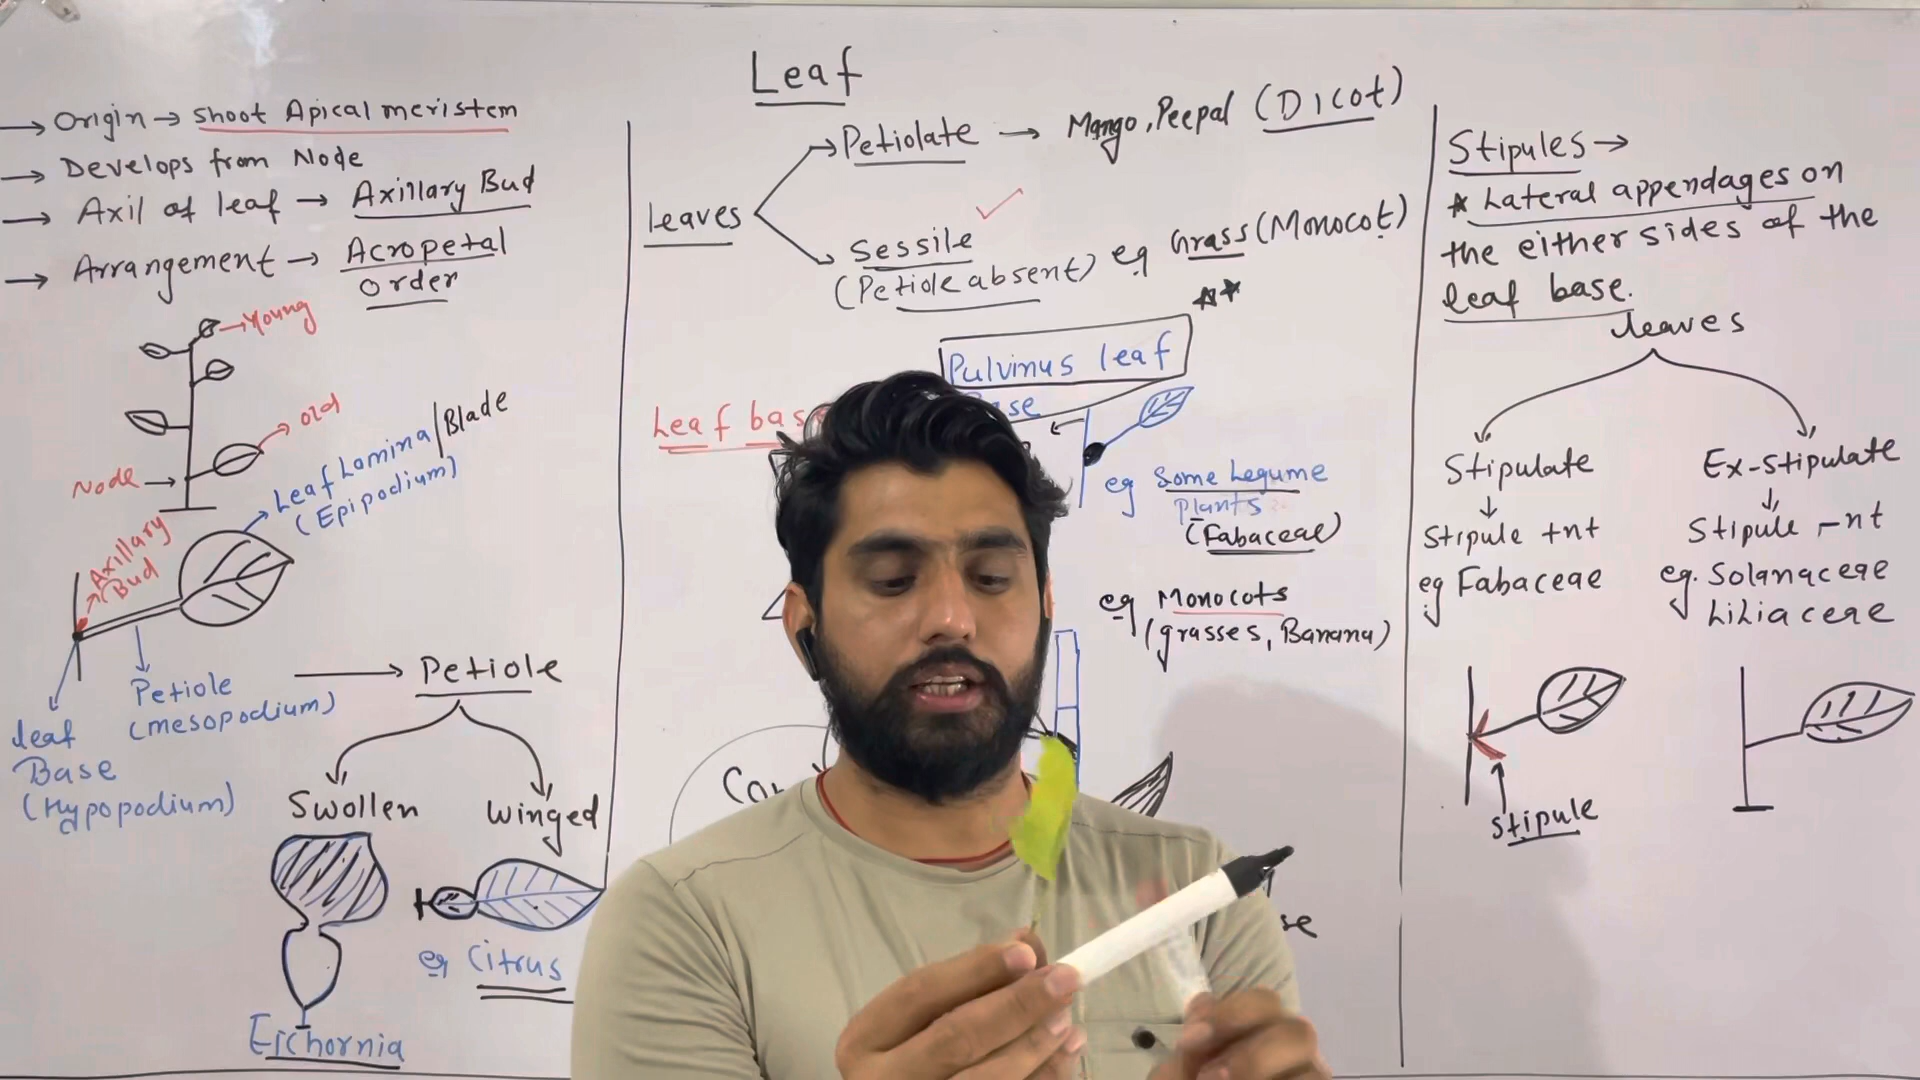 Leaf
→ Origin → Shoot Apical meristem
→ Develops from Node
→ Axil of leaf → Axillary Bud
→ Arrangement → Acropetal
order
→ Young
→ old
Node →
Leaf Lamina/Blade
(Epipodium)
Axillary
Bud
Petiole
(mesopodium)
leaf
Base
(Hypopodium)
→ Petiole
Swollen
winged
Eichornia
eg Citrus
leaves
Petiolate → Mango, Peepal (Dicot)
Sessile eg Grass (Monocot)
(Petiole absent)
Pulvinus leaf
Leaf
eg Some Legume
plants
(Fabaceae)
eg Monocots
(grasses, Banana)
Stipules →
* Lateral appendages on
the either sides of the
leaf base.
leaves
Stipulate
Stipule +nt
eg Fabaceae
Ex-stipulate
Stipule -nt
eg. Solanaceae
Liliacere
Stipule